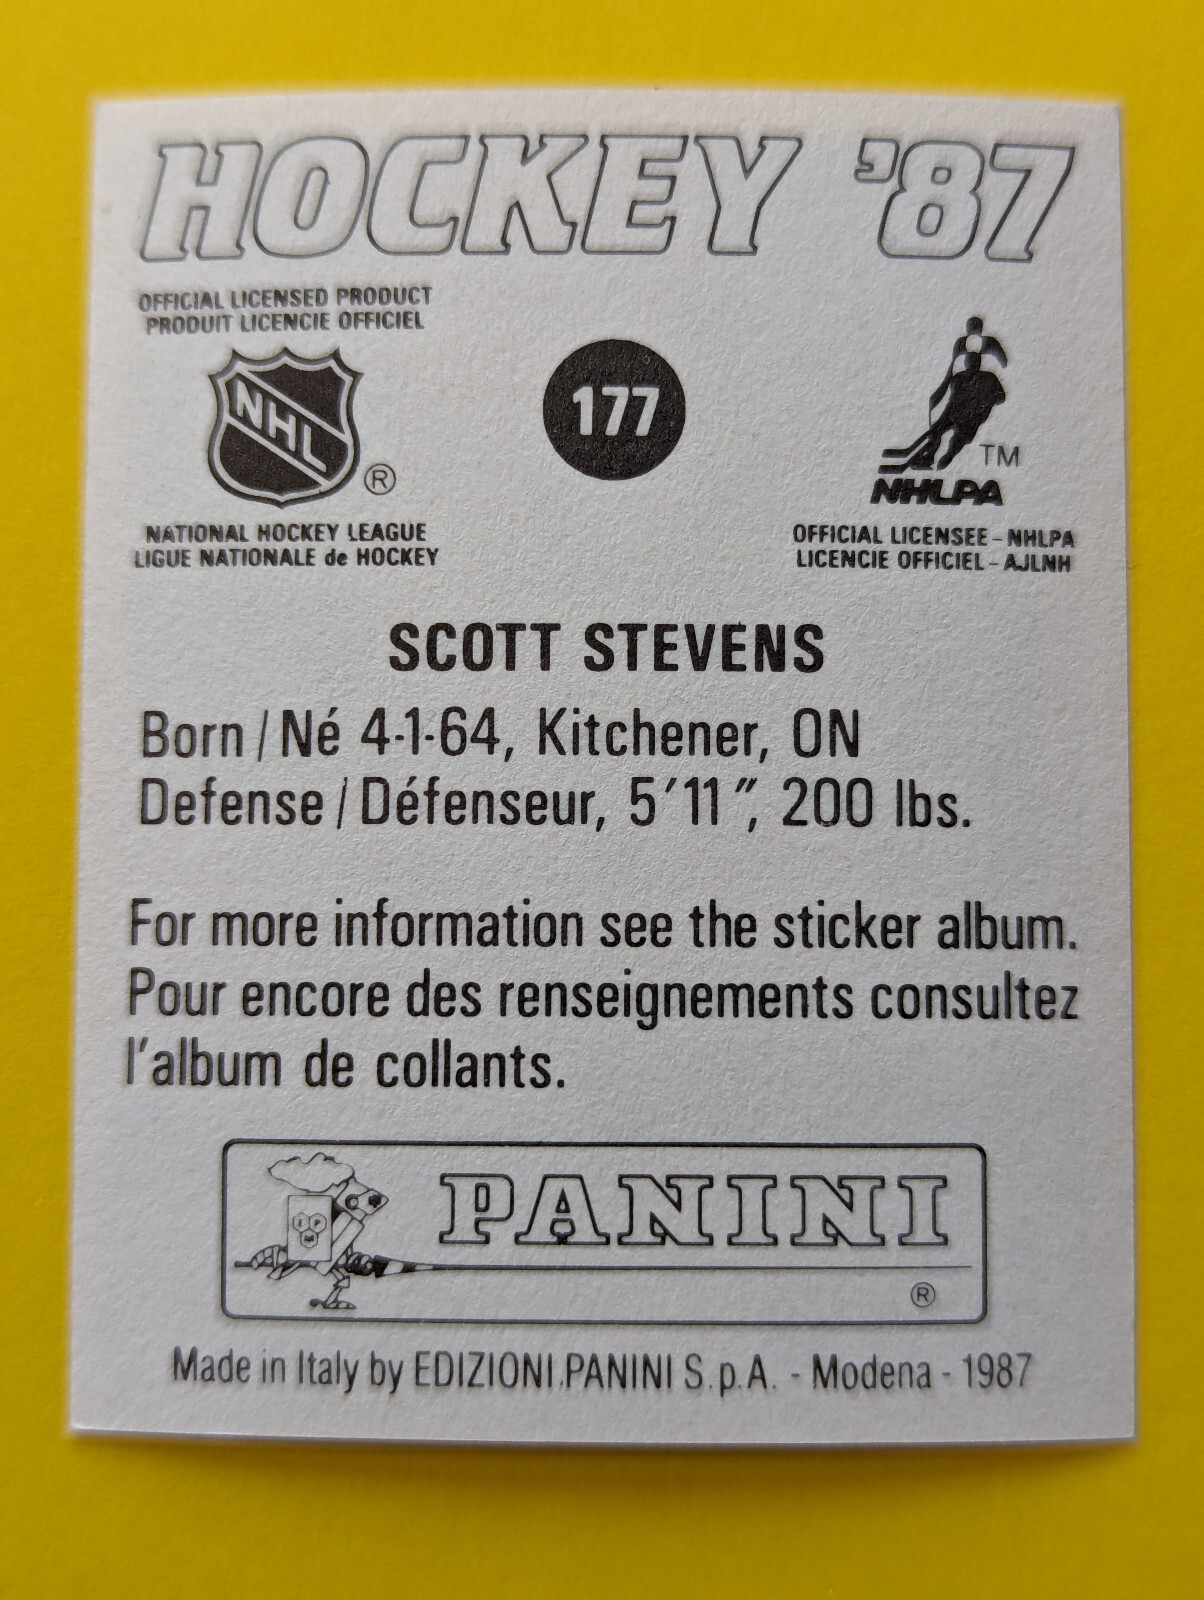 HOCKEY '87
OFFICIAL LICENSED PRODUCT
PRODUIT LICENCIE OFFICIEL
NHL
®
177
TM
NHLPA
NATIONAL HOCKEY LEAGUE
LIGUE NATIONALE de HOCKEY
OFFICIAL LICENSEE – NHLPA
LICENCIE OFFICIEL – AJLNH
SCOTT STEVENS
Born / Né 4-1-64, Kitchener, ON
Defense / Défenseur, 5'11", 200 lbs.
For more information see the sticker album.
Pour encore des renseignements consultez
l'album de collants.
PANINI
®
Made in Italy by EDIZIONI PANINI S.p.A. - Modena - 1987